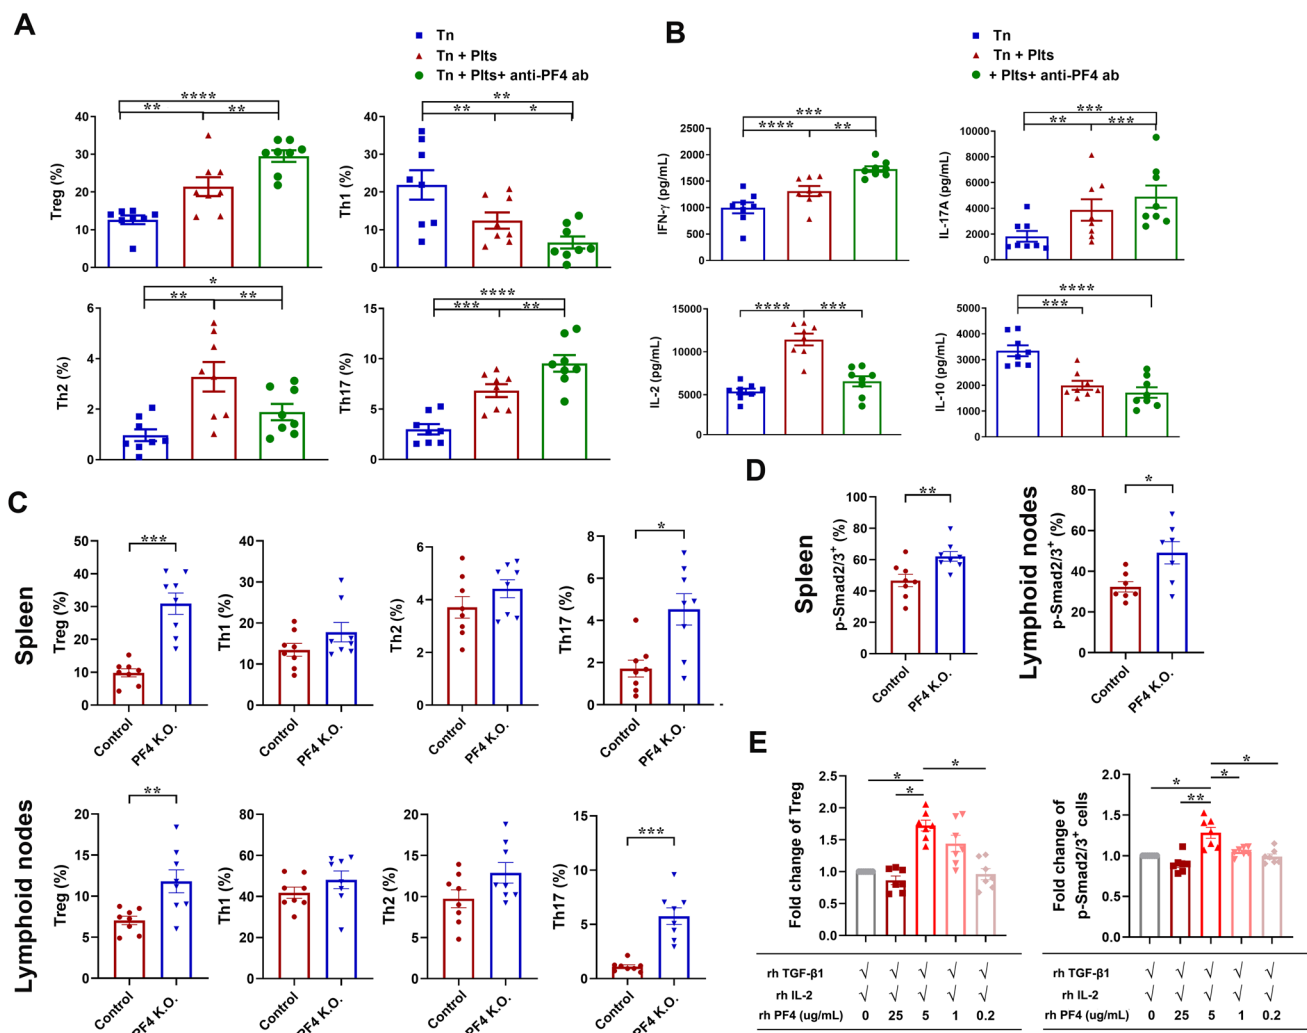 A
Tn
Tn + Plts
Tn + Plts+ anti-PF4 ab
****
** **
Treg (%)
40
30
20
10
0
**
** *
Th1 (%)
40
30
20
10
0
*
** **
Th2 (%)
6
4
2
0
****
*** **
Th17 (%)
15
10
5
0
B
Tn
Tn + Plts
+ Plts+ anti-PF4 ab
***
**** **
IFN-γ (pg/mL)
2500
2000
1500
1000
500
0
***
** ***
IL-17A (pg/mL)
10000
8000
6000
4000
2000
0
**** ***
IL-2 (pg/mL)
15000
10000
5000
0
****
***
IL-10 (pg/mL)
5000
4000
3000
2000
1000
0
C
Spleen
***
Treg (%)
50
40
30
20
10
0
Control PF4 K.O.
Th1 (%)
40
30
20
10
0
Control PF4 K.O.
Th2 (%)
6
4
2
0
Control PF4 K.O.
*
Th17 (%)
8
6
4
2
0
Control PF4 K.O.
Lymphoid nodes
**
Treg (%)
20
15
10
5
0
Control PF4 K.O.
Th1 (%)
80
60
40
20
0
Control PF4 K.O.
Th2 (%)
20
15
10
5
0
Control PF4 K.O.
***
Th17 (%)
15
10
5
0
Control PF4 K.O.
D
Spleen
**
p-Smad2/3+ (%)
100
80
60
40
20
0
Control PF4 K.O.
Lymphoid nodes
*
p-Smad2/3+ (%)
80
60
40
20
0
Control PF4 K.O.
E
* *
*
Fold change of Treg
2.5
2.0
1.5
1.0
0.5
0.0
rh TGF-β1 √ √ √ √ √
rh IL-2 √ √ √ √ √
rh PF4 (ug/mL) 0 25 5 1 0.2
*
* *
**
Fold change of
p-Smad2/3+ cells
2.0
1.5
1.0
0.5
0.0
rh TGF-β1 √ √ √ √ √
rh IL-2 √ √ √ √ √
rh PF4 (ug/mL) 0 25 5 1 0.2